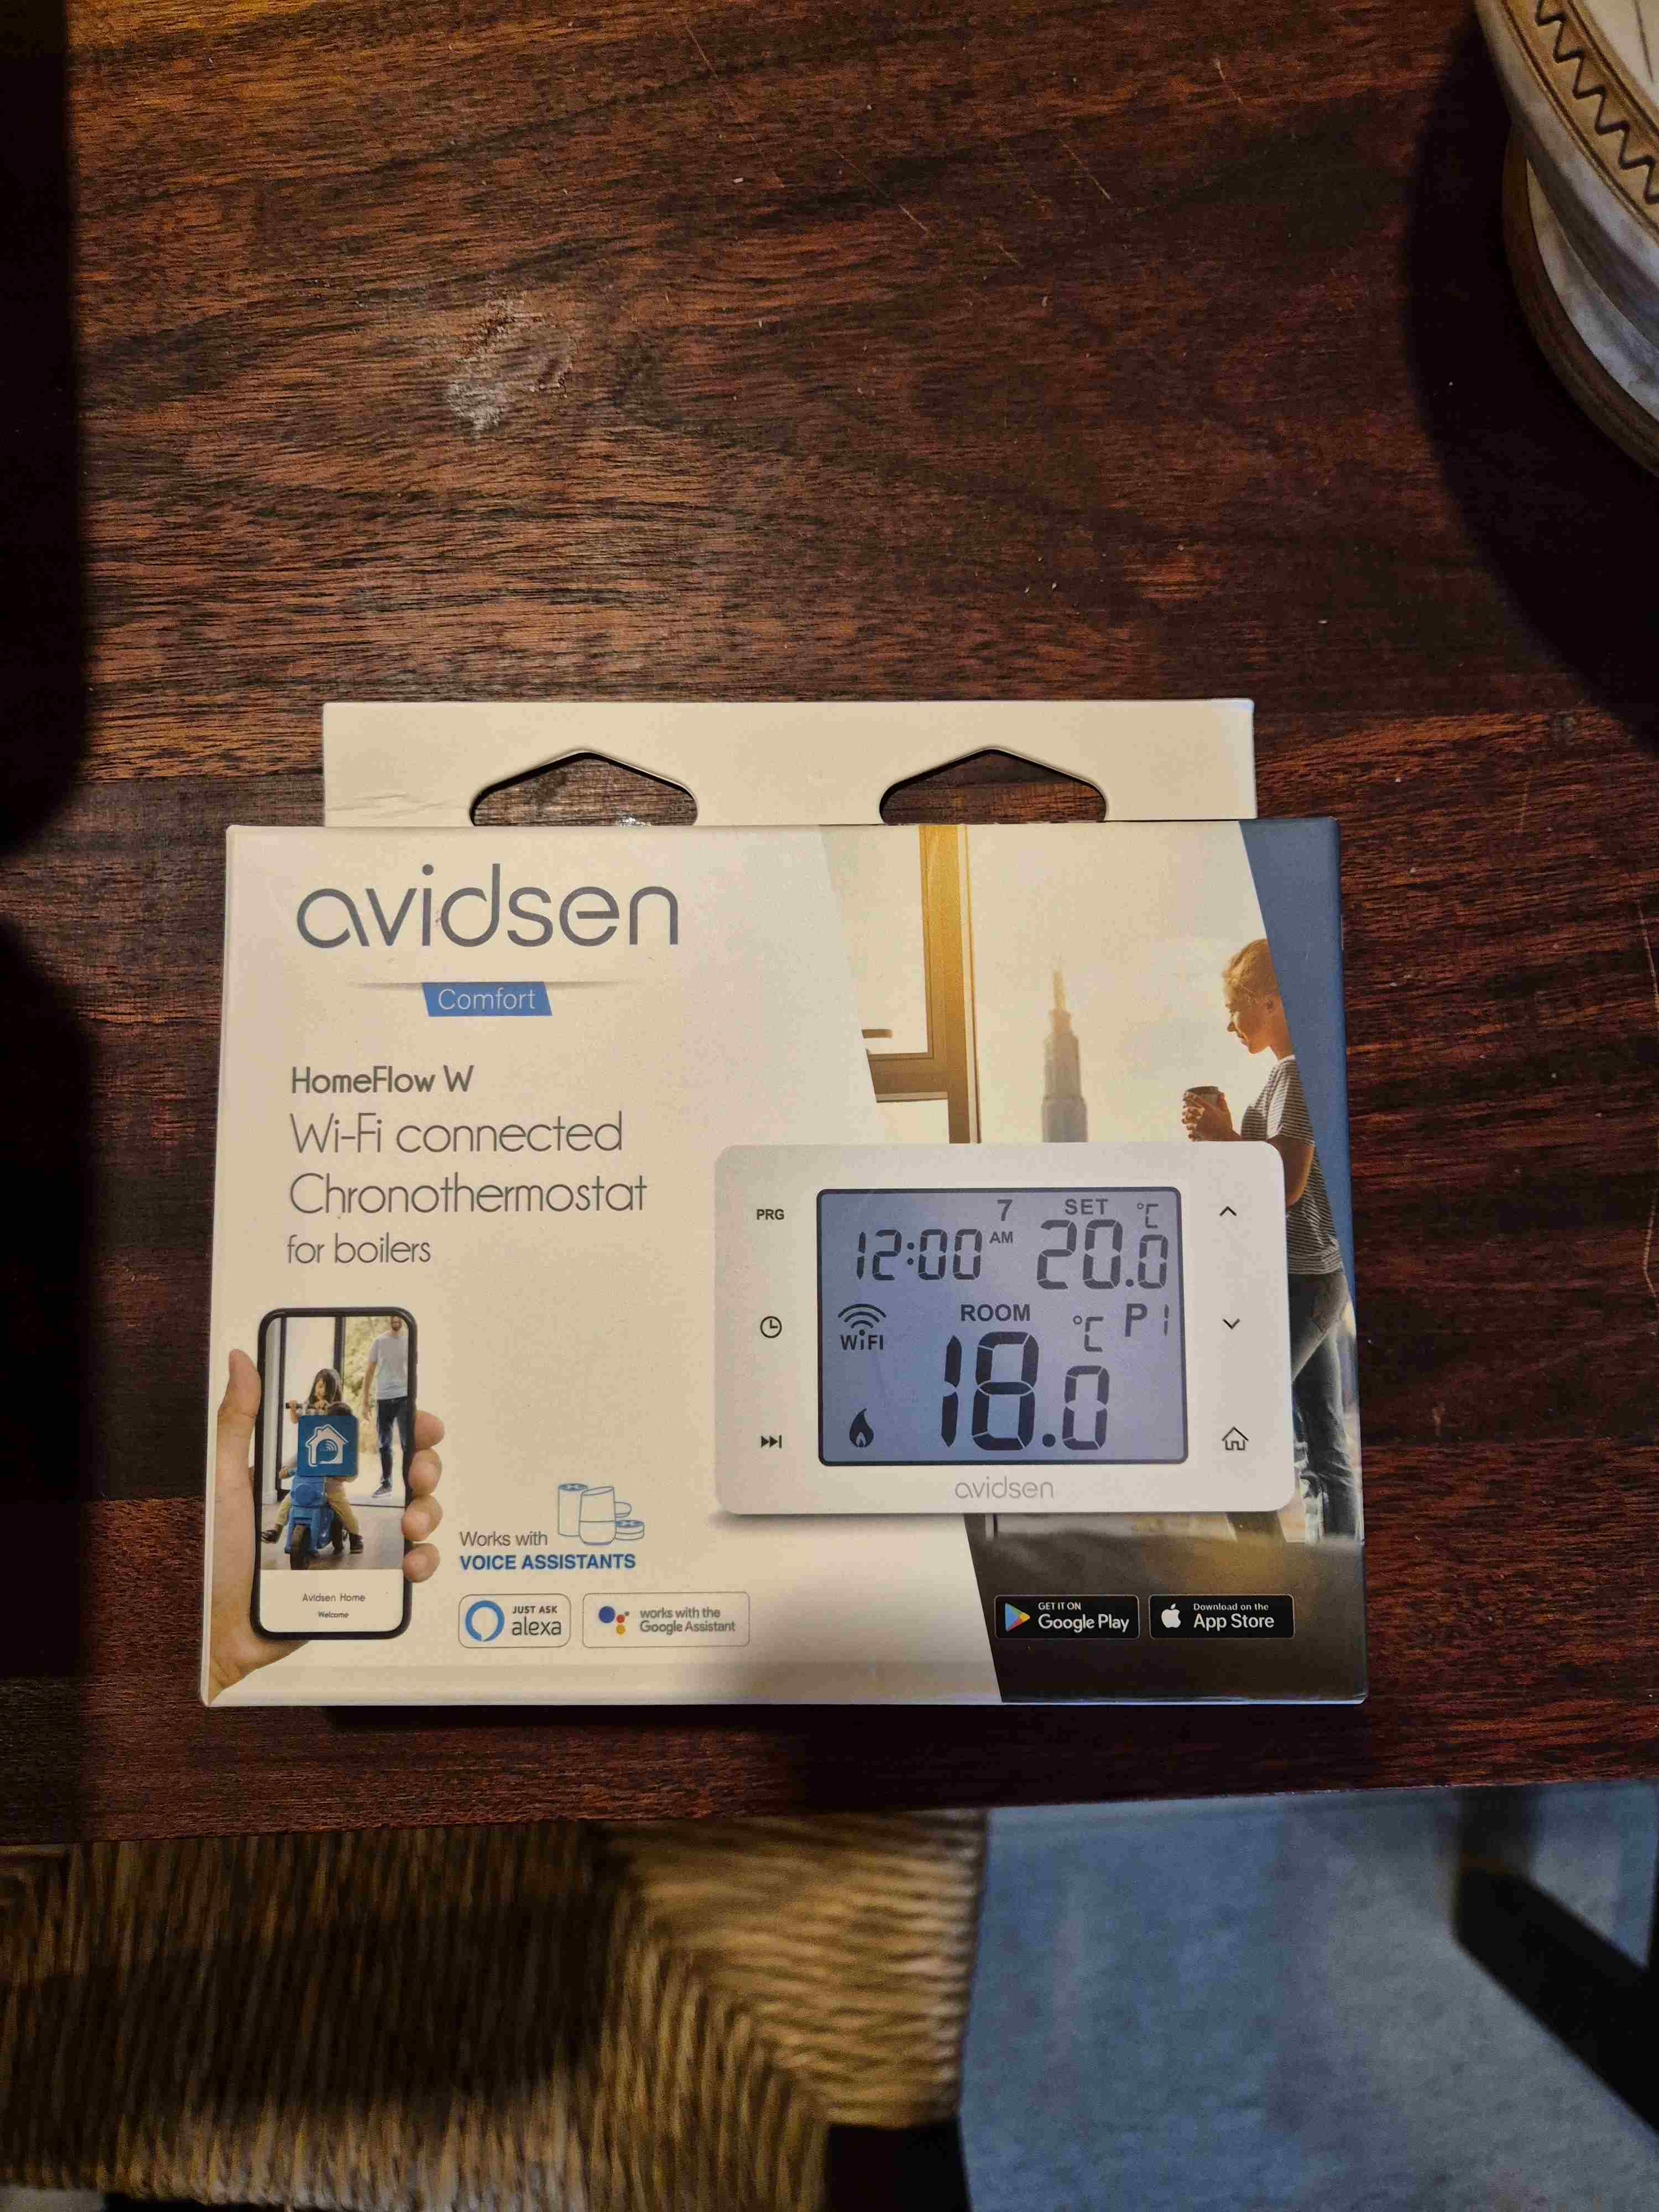 avidsen
Comfort
HomeFlow W
Wi-Fi connected
Chronothermostat
for boilers
PRG
7
SET °C
12:00 AM 20.0
WiFi
ROOM °C P1
18.0
avidsen
Avidsen Home
Welcome
Works with
VOICE ASSISTANTS
JUST ASK
alexa
works with the
Google Assistant
GET IT ON
Google Play
Download on the
App Store